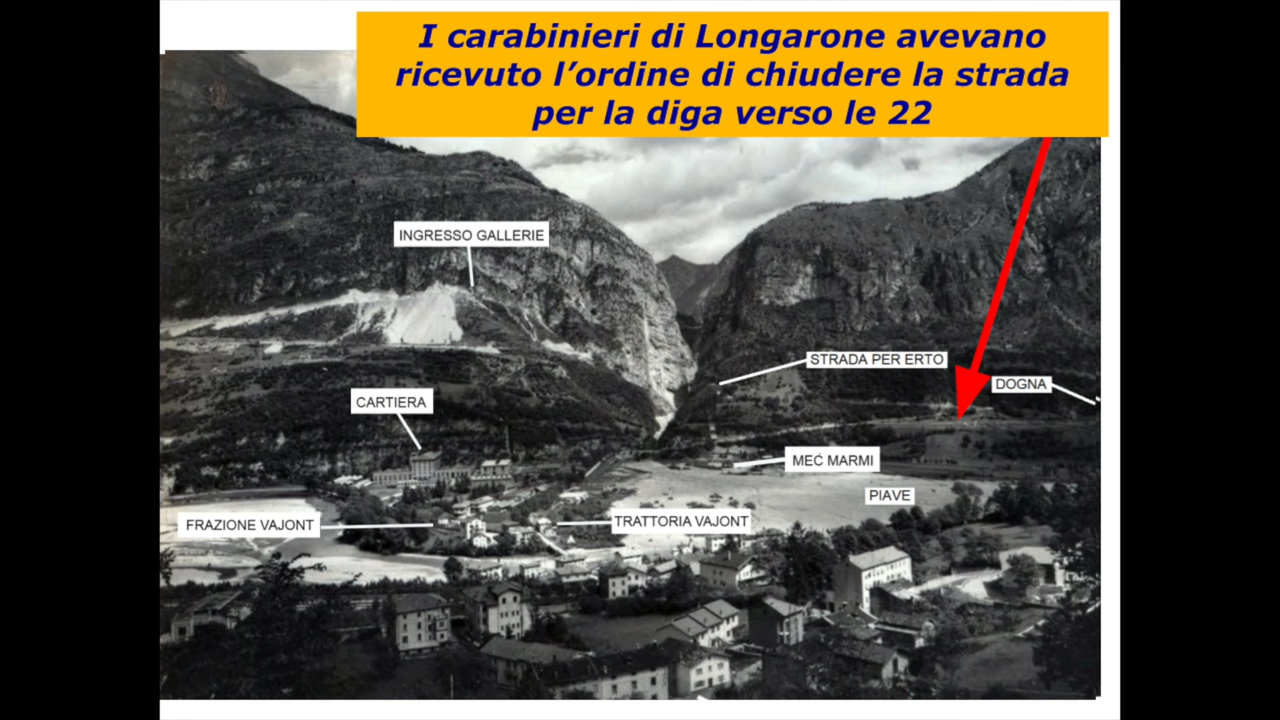 I carabinieri di Longarone avevano
ricevuto l’ordine di chiudere la strada
per la diga verso le 22
INGRESSO GALLERIE
STRADA PER ERTO
DOGNA
CARTIERA
MEC MARMI
PIAVE
FRAZIONE VAJONT
TRATTORIA VAJONT